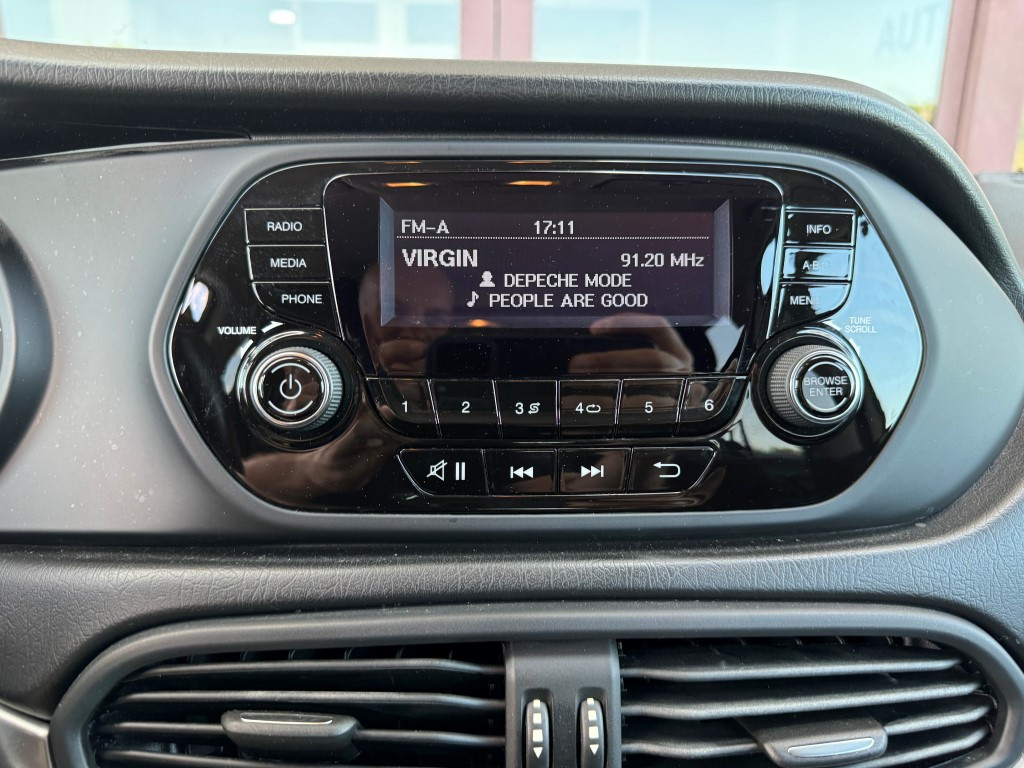 RADIO
MEDIA
PHONE
VOLUME
FM-A 17:11
VIRGIN 91.20 MHz
DEPECHE MODE
PEOPLE ARE GOOD
INFO
A-B-C
MENU
TUNE
SCROLL
BROWSE
ENTER
1 2 3 4 5 6